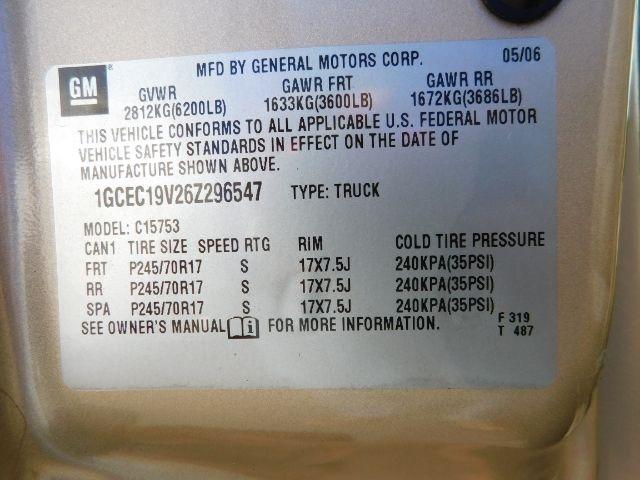 GM ® MFD BY GENERAL MOTORS CORP. 05/06
GVWR GAWR FRT GAWR RR
2812KG(6200LB) 1633KG(3600LB) 1672KG(3686LB)
THIS VEHICLE CONFORMS TO ALL APPLICABLE U.S. FEDERAL MOTOR
VEHICLE SAFETY STANDARDS IN EFFECT ON THE DATE OF
MANUFACTURE SHOWN ABOVE.
1GCEC19V26Z296547 TYPE: TRUCK
MODEL: C15753
CAN1 TIRE SIZE SPEED RTG RIM COLD TIRE PRESSURE
FRT P245/70R17 S 17X7.5J 240KPA(35PSI)
RR P245/70R17 S 17X7.5J 240KPA(35PSI)
SPA P245/70R17 S 17X7.5J 240KPA(35PSI)
SEE OWNER'S MANUAL i FOR MORE INFORMATION. F 319
T 487